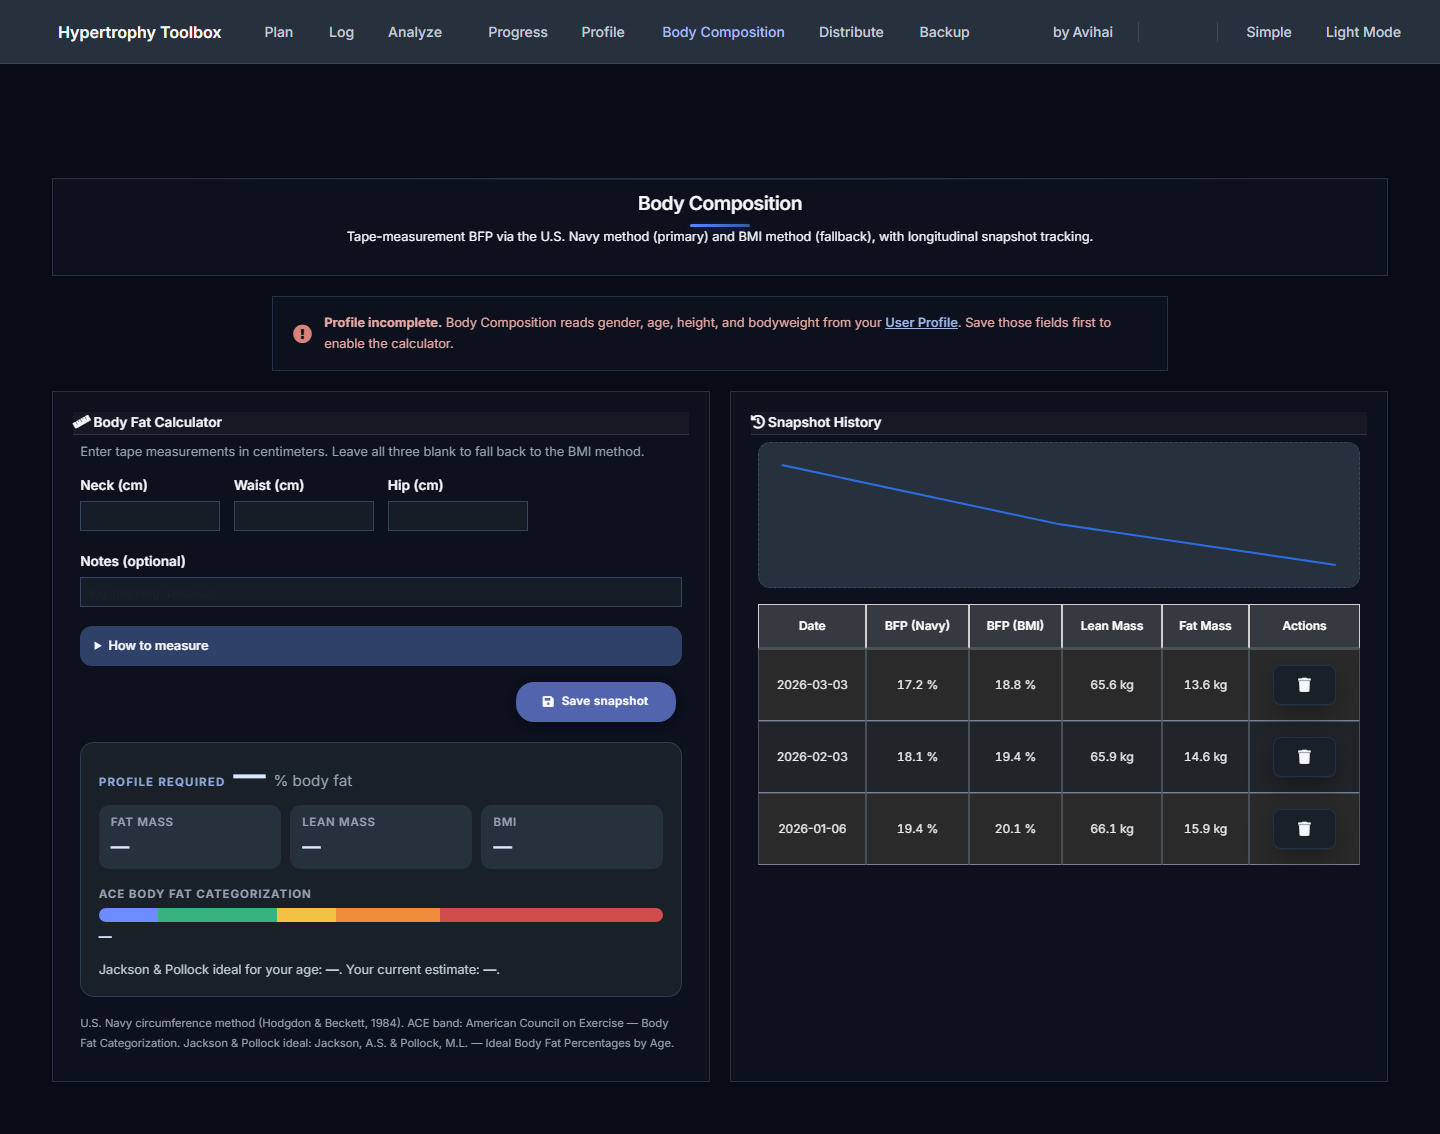 Hypertrophy Toolbox Plan Log Analyze Progress Profile Body Composition Distribute Backup by Avihai Simple Light Mode
Body Composition
Tape-measurement BFP via the U.S. Navy method (primary) and BMI method (fallback), with longitudinal snapshot tracking.
Profile incomplete. Body Composition reads gender, age, height, and bodyweight from your User Profile. Save those fields first to
enable the calculator.
Body Fat Calculator
Enter tape measurements in centimeters. Leave all three blank to fall back to the BMI method.
Neck (cm) Waist (cm) Hip (cm)
Notes (optional)
How to measure
Save snapshot
PROFILE REQUIRED — % body fat
FAT MASS LEAN MASS BMI
— — —
ACE BODY FAT CATEGORIZATION
—
Jackson & Pollock ideal for your age: —. Your current estimate: —.
U.S. Navy circumference method (Hodgdon & Beckett, 1984). ACE band: American Council on Exercise — Body
Fat Categorization. Jackson & Pollock ideal: Jackson, A.S. & Pollock, M.L. — Ideal Body Fat Percentages by Age.
Snapshot History
Date BFP (Navy) BFP (BMI) Lean Mass Fat Mass Actions
2026-03-03 17.2 % 18.8 % 65.6 kg 13.6 kg
2026-02-03 18.1 % 19.4 % 65.9 kg 14.6 kg
2026-01-06 19.4 % 20.1 % 66.1 kg 15.9 kg